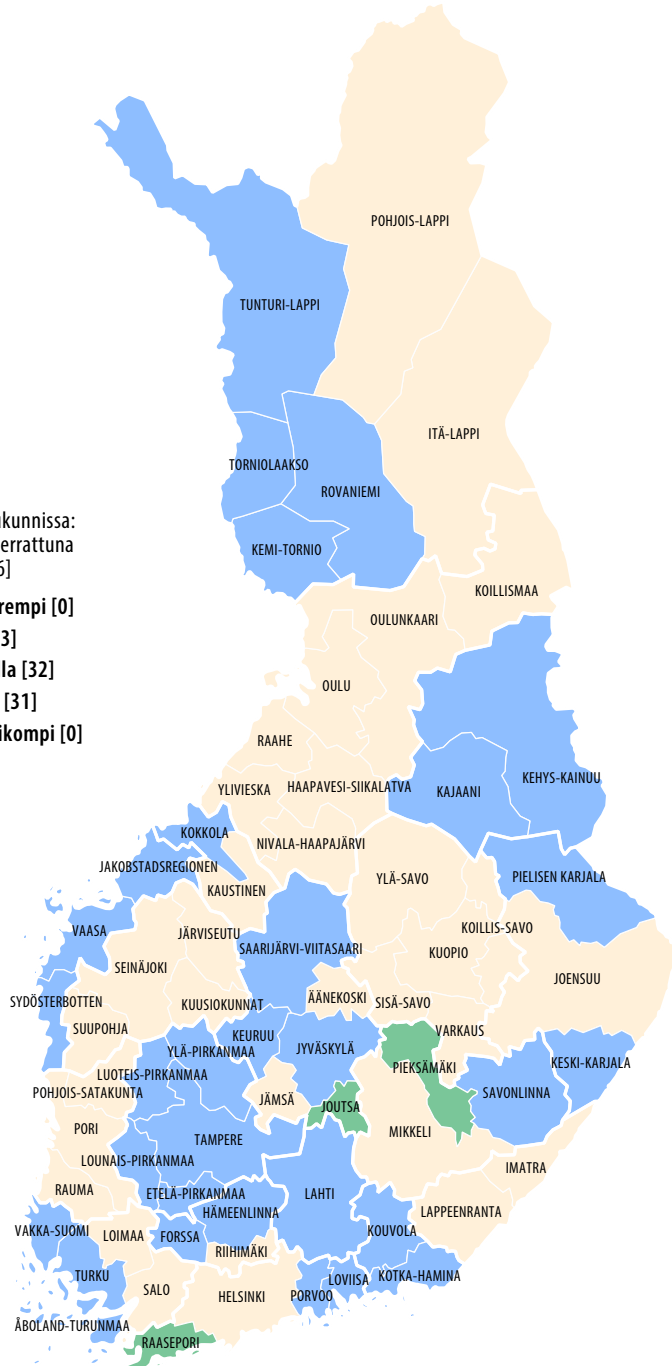 POHJOIS-LAPPI
TUNTURI-LAPPI
ITÄ-LAPPI
TORNIOLAAKSO
ROVANIEMI
kunnissa:
errattuna
6]
KEMI-TORNIO
KOILLISMAA
rempi [0]
OULUNKAARI
3]
la [32]
OULU
[31]
ikompi [0]
RAAHE
KEHYS-KAINUU
YLIVIESKA
HAAPAVESI-SIIKALATVA
KAJAANI
KOKKOLA
NIVALA-HAAPAJÄRVI
JAKOBSTADSREGIONEN
YLÄ-SAVO
PIELISEN KARJALA
KAUSTINEN
VAASA
JÄRVISEUTU
KOILLIS-SAVO
SAARIJÄRVI-VIITASAARI
KUOPIO
SEINÄJOKI
JOENSUU
SYDÖSTERBOTTEN
KUUSIOKUNNAT
ÄÄNEKOSKI
SISÄ-SAVO
SUUPOHJA
KEURUU
VARKAUS
YLÄ-PIRKANMAA
JYVÄSKYLÄ
PIEKSÄMÄKI
KESKI-KARJALA
LUOTEIS-PIRKANMAA
POHJOIS-SATAKUNTA
JÄMSÄ
JOUTSA
SAVONLINNA
PORI
MIKKELI
TAMPERE
LOUNAIS-PIRKANMAA
IMATRA
RAUMA
ETELÄ-PIRKANMAA
LAHTI
HÄMEENLINNA
LAPPEENRANTA
VAKKA-SUOMI
LOIMAA
FORSSA
KOUVOLA
RIIHIMÄKI
TURKU
SALO
HELSINKI
PORVOO
LOVIISA
KOTKA-HAMINA
ÅBOLAND-TURUNMAA
RAASEPORI